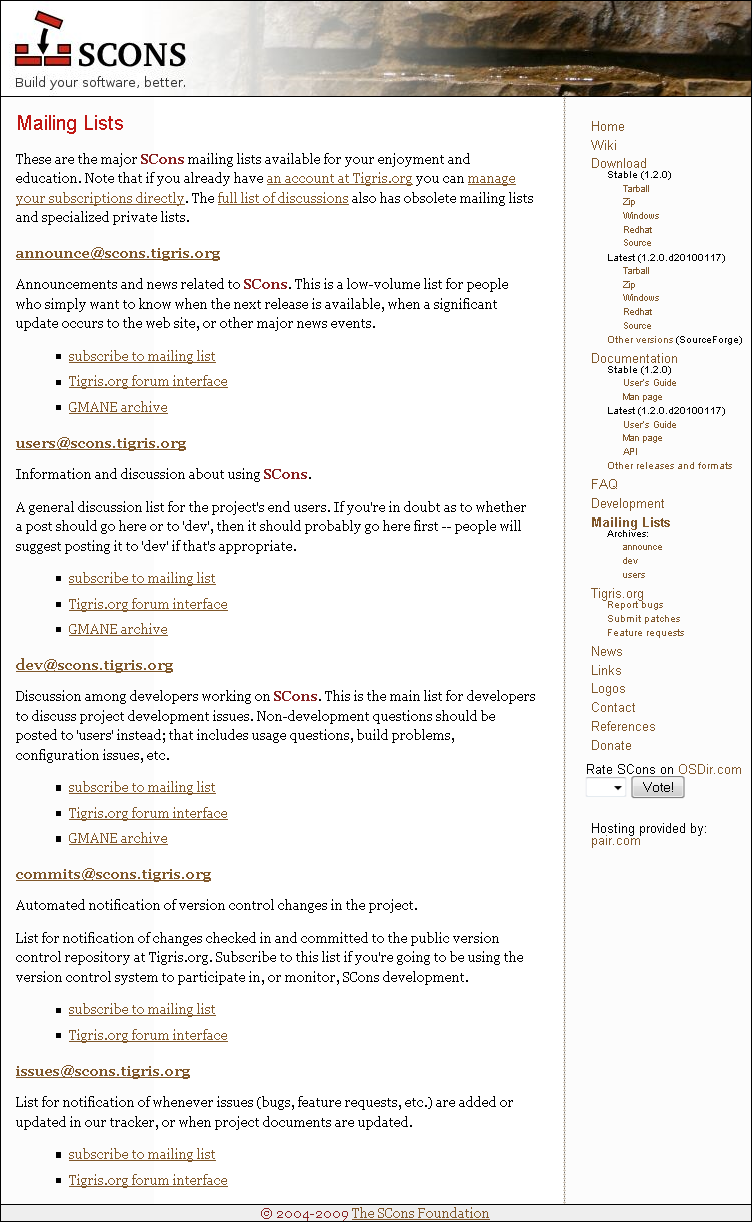 SCONS
Build your software, better.
Mailing Lists
These are the major SCons mailing lists available for your enjoyment and
education. Note that if you already have an account at Tigris.org you can manage
your subscriptions directly. The full list of discussions also has obsolete mailing lists
and specialized private lists.
announce@scons.tigris.org
Announcements and news related to SCons. This is a low-volume list for people
who simply want to know when the next release is available, when a significant
update occurs to the web site, or other major news events.
subscribe to mailing list
Tigris.org forum interface
GMANE archive
users@scons.tigris.org
Information and discussion about using SCons.
A general discussion list for the project's end users. If you're in doubt as to whether
a post should go here or to 'dev', then it should probably go here first -- people will
suggest posting it to 'dev' if that's appropriate.
subscribe to mailing list
Tigris.org forum interface
GMANE archive
dev@scons.tigris.org
Discussion among developers working on SCons. This is the main list for developers
to discuss project development issues. Non-development questions should be
posted to 'users' instead; that includes usage questions, build problems,
configuration issues, etc.
subscribe to mailing list
Tigris.org forum interface
GMANE archive
commits@scons.tigris.org
Automated notification of version control changes in the project.
List for notification of changes checked in and committed to the public version
control repository at Tigris.org. Subscribe to this list if you're going to be using the
version control system to participate in, or monitor, SCons development.
subscribe to mailing list
Tigris.org forum interface
issues@scons.tigris.org
List for notification of whenever issues (bugs, feature requests, etc.) are added or
updated in our tracker, or when project documents are updated.
subscribe to mailing list
Tigris.org forum interface
Home
Wiki
Download
Stable (1.2.0)
Tarball
Zip
Windows
Redhat
Source
Latest (1.2.0.d20100117)
Tarball
Zip
Windows
Redhat
Source
Other versions (SourceForge)
Documentation
Stable (1.2.0)
User's Guide
Man page
Latest (1.2.0.d20100117)
User's Guide
Man page
API
Other releases and formats
FAQ
Development
Mailing Lists
Archives:
announce
dev
users
Tigris.org
Report bugs
Submit patches
Feature requests
News
Links
Logos
Contact
References
Donate
Rate SCons on OSDir.com
Vote!
Hosting provided by:
pair.com
© 2004-2009 The SCons Foundation